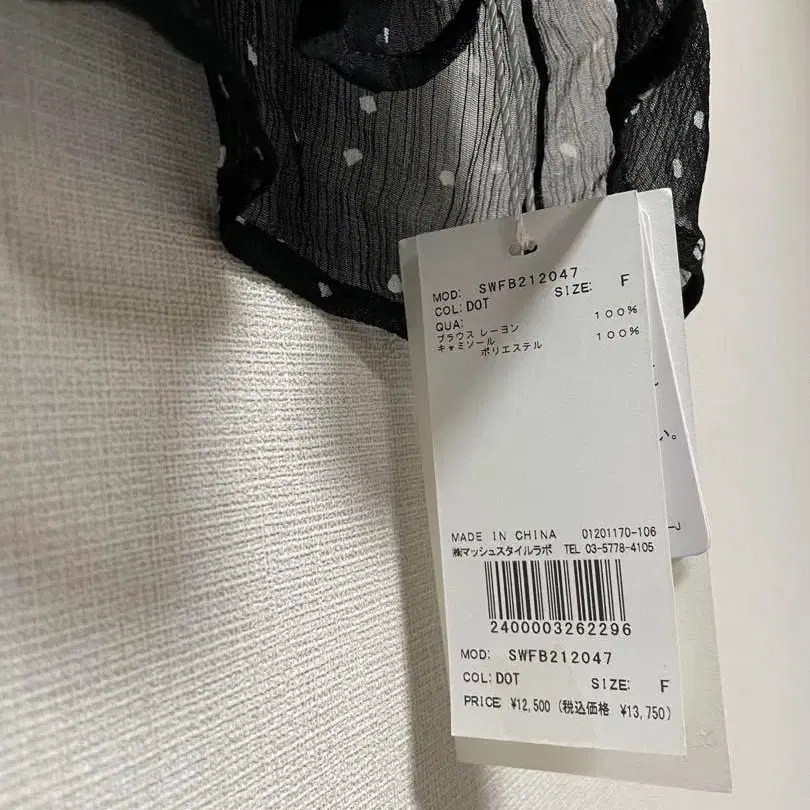 MOD: SWFB212047
COL: DOT SIZE: F
QUA:
ブラウス レーヨン 100%
キャミソール
ポリエステル 100%
い。
-J
MADE IN CHINA 01201170-106
㈱マッシュスタイルラボ TEL 03-5778-4105
2400003262296
MOD: SWFB212047
COL: DOT SIZE: F
PRICE: ¥12,500 (税込価格 ¥13,750)